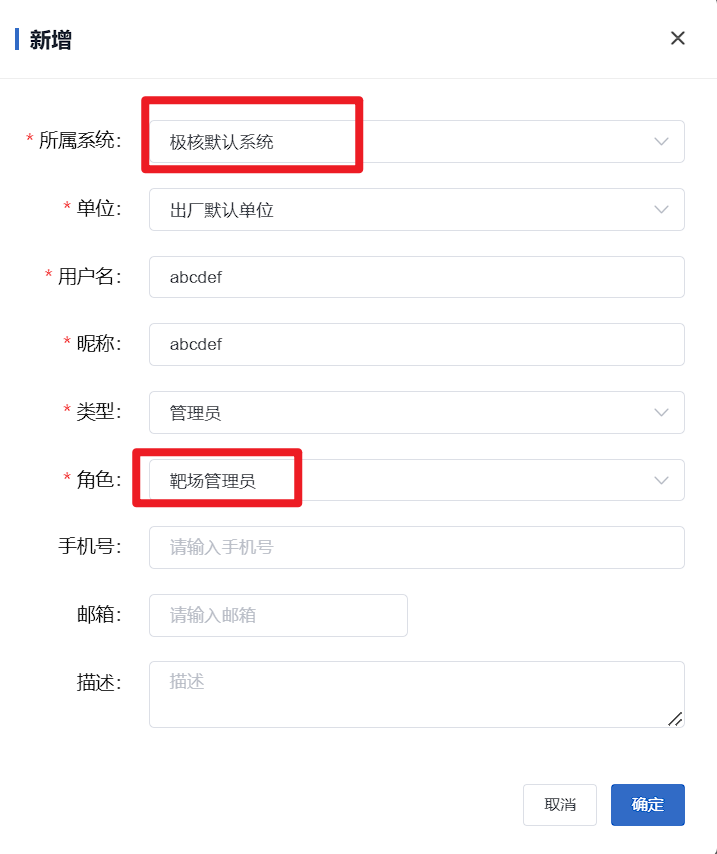 新增
* 所属系统: 极核默认系统
* 单位: 出厂默认单位
* 用户名: abcdef
* 昵称: abcdef
* 类型: 管理员
* 角色: 靶场管理员
手机号: 请输入手机号
邮箱: 请输入邮箱
描述: 描述
取消 确定